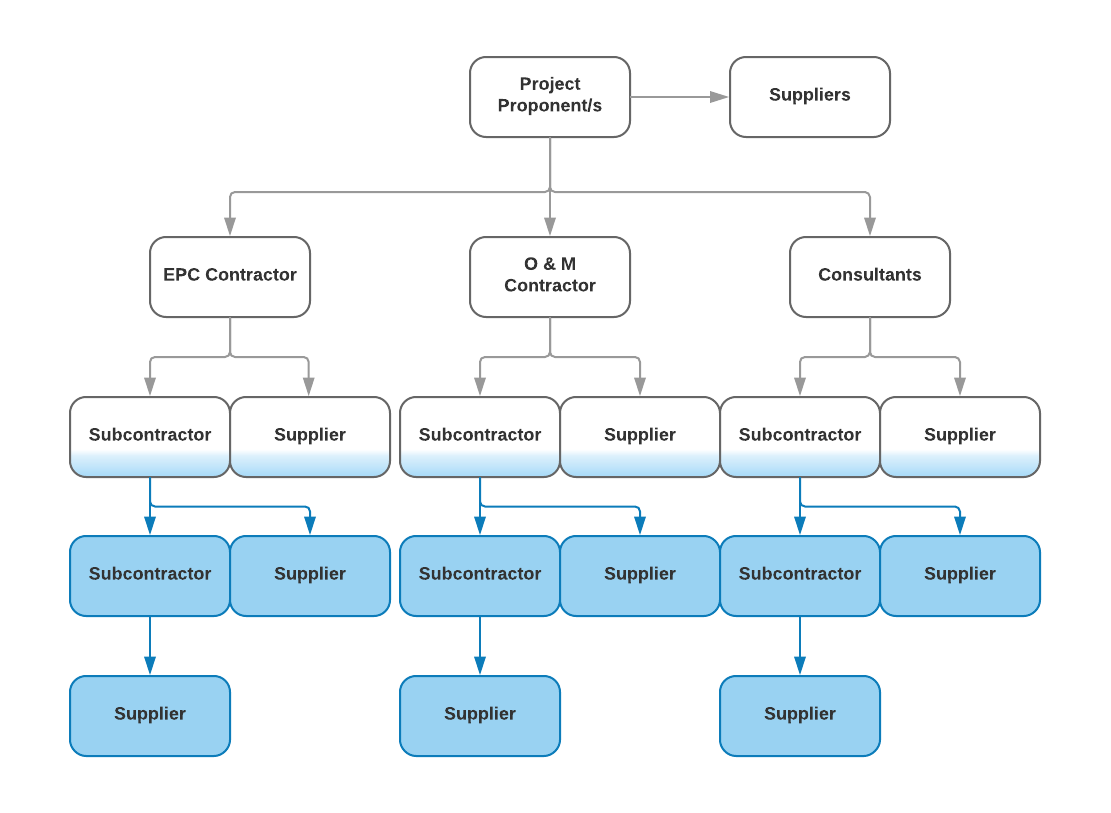 Project
Proponent/s
Suppliers
EPC Contractor
O & M
Contractor
Consultants
Subcontractor
Supplier
Subcontractor
Supplier
Subcontractor
Supplier
Subcontractor
Supplier
Subcontractor
Supplier
Subcontractor
Supplier
Supplier
Supplier
Supplier